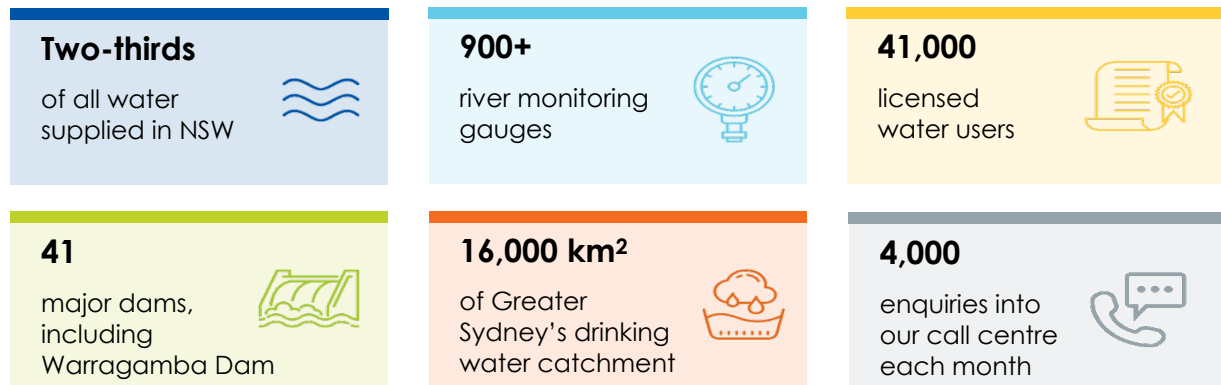 Two-thirds
of all water
supplied in NSW
900+
river monitoring
gauges
41,000
licensed
water users
41
major dams,
including
Warragamba Dam
16,000 km²
of Greater
Sydney’s drinking
water catchment
4,000
enquiries into
our call centre
each month